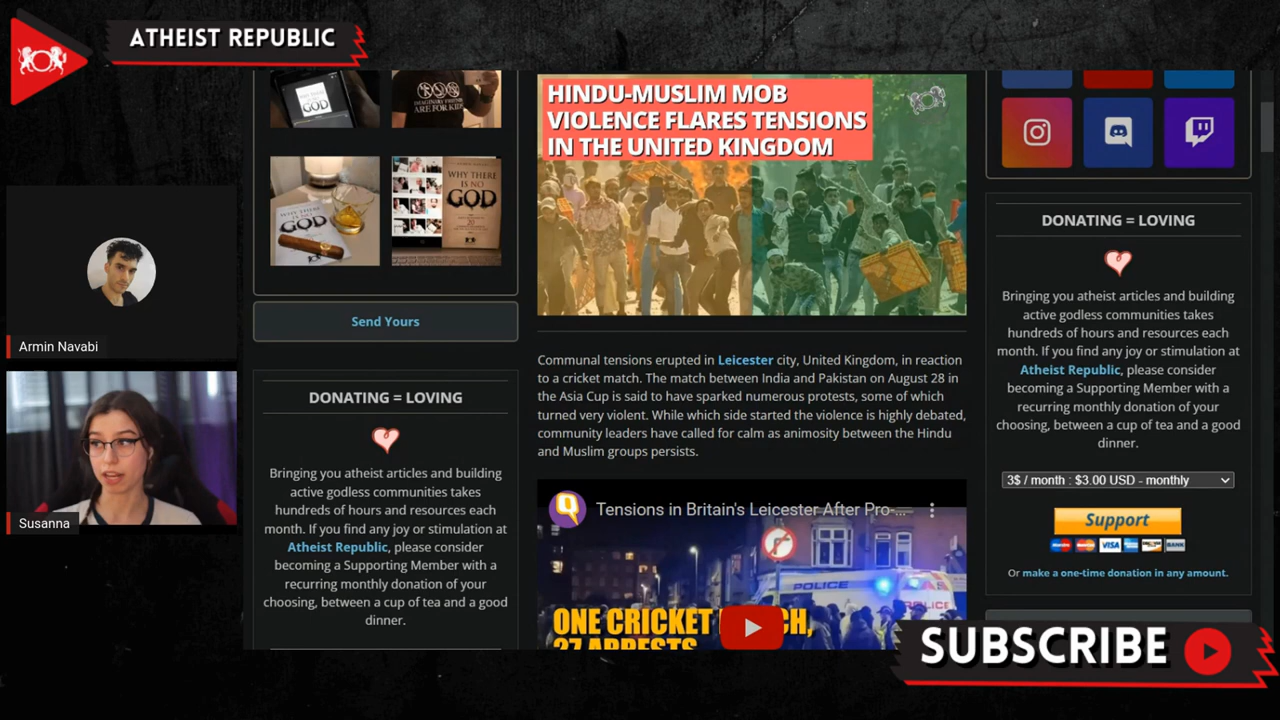 ATHEIST REPUBLIC
Armin Navabi
Susanna
WHY THERE
IS NO
GOD
Send Yours
DONATING = LOVING
Bringing you atheist articles and building
active godless communities takes
hundreds of hours and resources each
month. If you find any joy or stimulation at
Atheist Republic, please consider
becoming a Supporting Member with a
recurring monthly donation of your
choosing, between a cup of tea and a good
dinner.
HINDU-MUSLIM MOB
VIOLENCE FLARES TENSIONS
IN THE UNITED KINGDOM
Communal tensions erupted in Leicester city, United Kingdom, in reaction
to a cricket match. The match between India and Pakistan on August 28 in
the Asia Cup is said to have sparked numerous protests, some of which
turned very violent. While which side started the violence is highly debated,
community leaders have called for calm as animosity between the Hindu
and Muslim groups persists.
Tensions in Britain's Leicester After Pro-...
POLICE
ONE CRICKET
27 ARRESTS
DONATING = LOVING
Bringing you atheist articles and building
active godless communities takes
hundreds of hours and resources each
month. If you find any joy or stimulation at
Atheist Republic, please consider
becoming a Supporting Member with a
recurring monthly donation of your
choosing, between a cup of tea and a good
dinner.
3$ / month : $3.00 USD - monthly
Support
VISA
BANK
Or make a one-time donation in any amount.
SUBSCRIBE